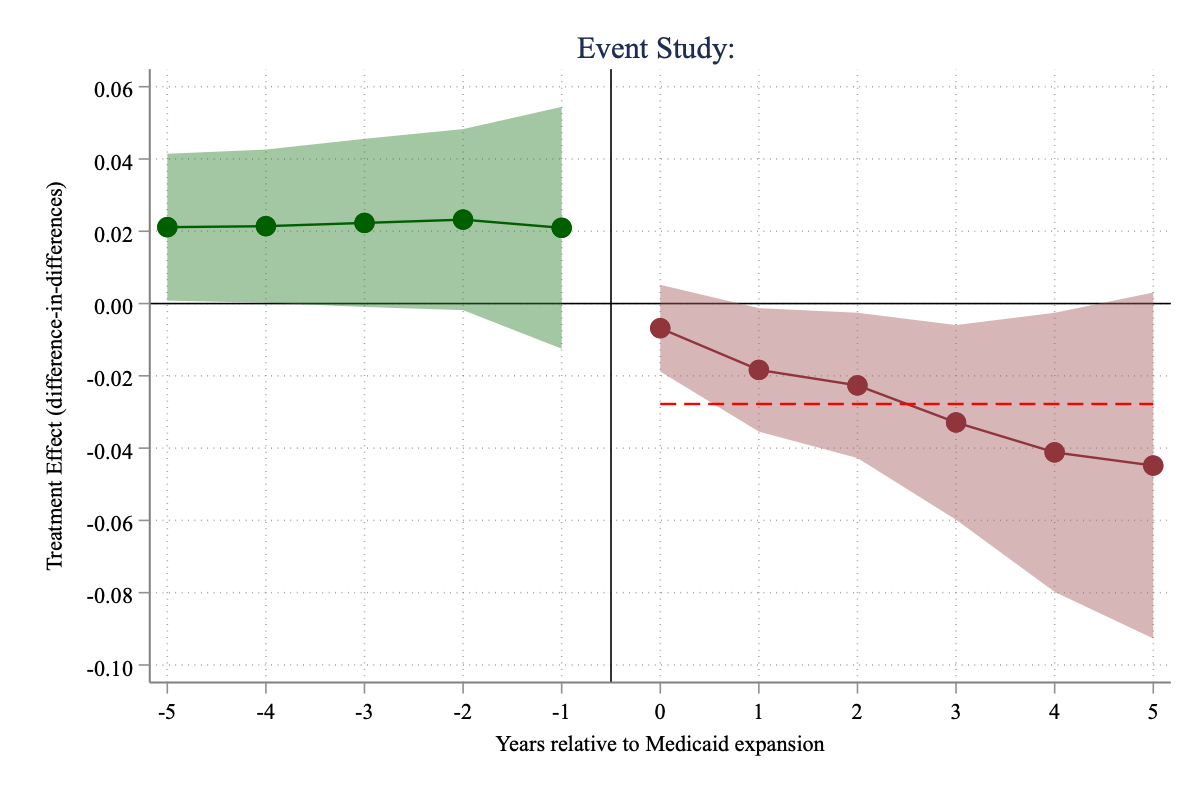 Event Study:
Treatment Effect (difference-in-differences)
0.06
0.04
0.02
0.00
-0.02
-0.04
-0.06
-0.08
-0.10
-5 -4 -3 -2 -1 0 1 2 3 4 5
Years relative to Medicaid expansion